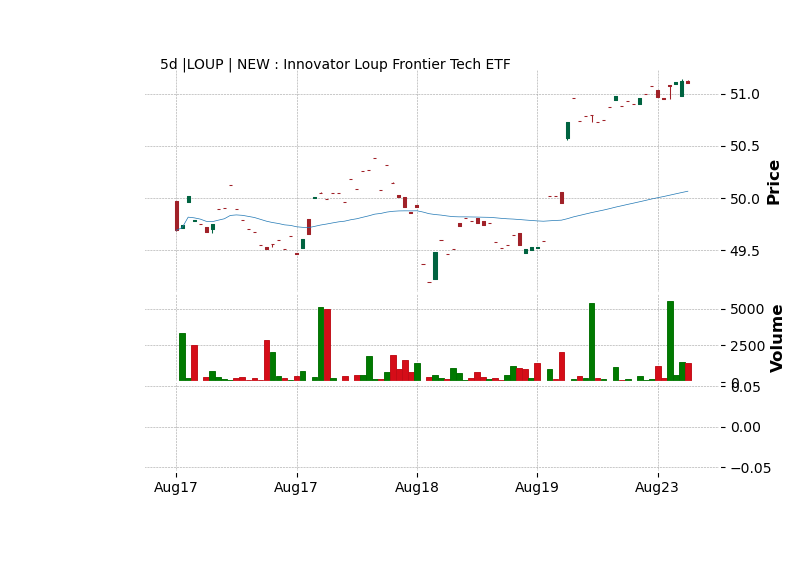 5d |LOUP | NEW : Innovator Loup Frontier Tech ETF
51.0
50.5
50.0
49.5
Price
5000
2500
0
Volume
0.05
0.00
−0.05
Aug17 Aug17 Aug18 Aug19 Aug23